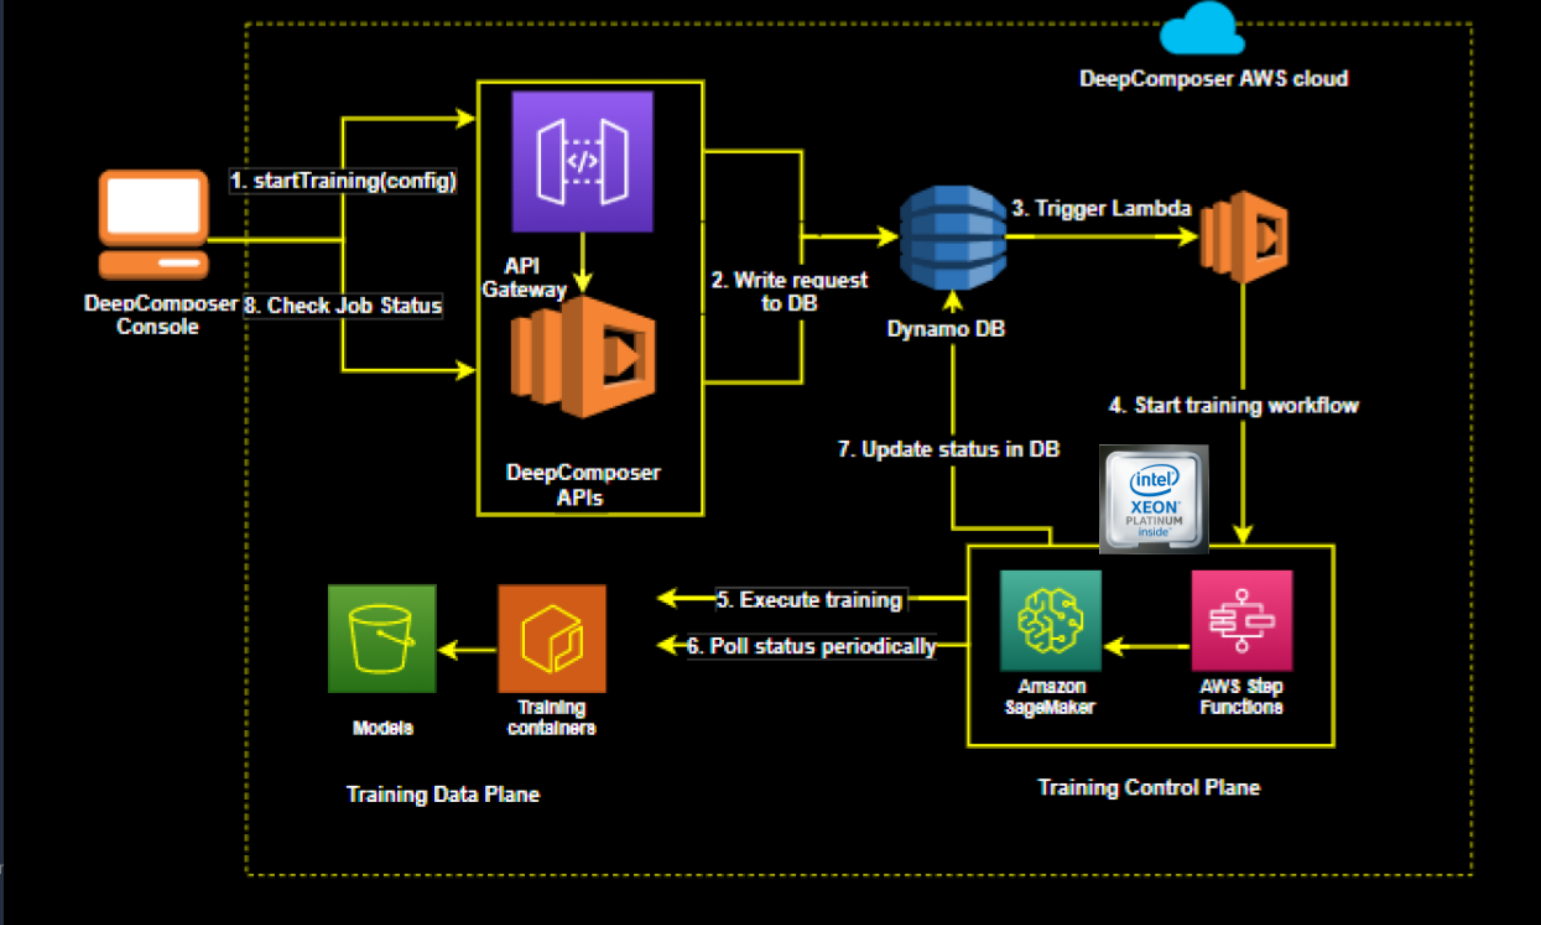 DeepComposer AWS cloud
1. startTraining(config)
</>
API
Gateway
DeepComposer
Console
8. Check Job Status
2. Write request
to DB
3. Trigger Lambda
Dynamo DB
4. Start training workflow
7. Update status in DB
DeepComposer
APIs
intel
XEON
PLATINUM
inside
5. Execute training
6. Poll status periodically
Amazon
SageMaker
AWS Step
Functions
Training
containers
Models
Training Data Plane
Training Control Plane